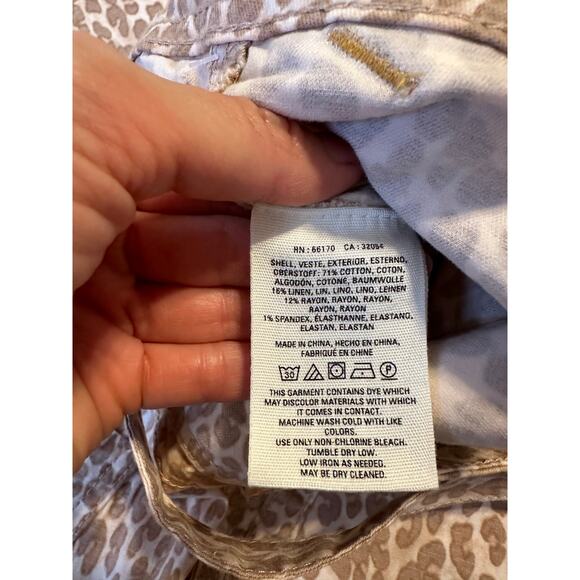 RN : 66170 CA : 32054
SHELL, VESTE, EXTERIOR, ESTERNO,
OBERSTOFF: 71% COTTON, COTON,
ALGODÓN, COTONE, BAUMWOLLE
16% LINEN, LIN, LINO, LINO, LEINEN
12% RAYON, RAYON, RAYON,
RAYON, RAYON
1% SPANDEX, ÉLASTHANNE, ELASTANO,
ELASTAN, ELASTAN
MADE IN CHINA, HECHO EN CHINA,
FABRIQUÉ EN CHINE
30 P
THIS GARMENT CONTAINS DYE WHICH
MAY DISCOLOR MATERIALS WITH WHICH
IT COMES IN CONTACT.
MACHINE WASH COLD WITH LIKE
COLORS.
USE ONLY NON-CHLORINE BLEACH.
TUMBLE DRY LOW.
LOW IRON AS NEEDED.
MAY BE DRY CLEANED.